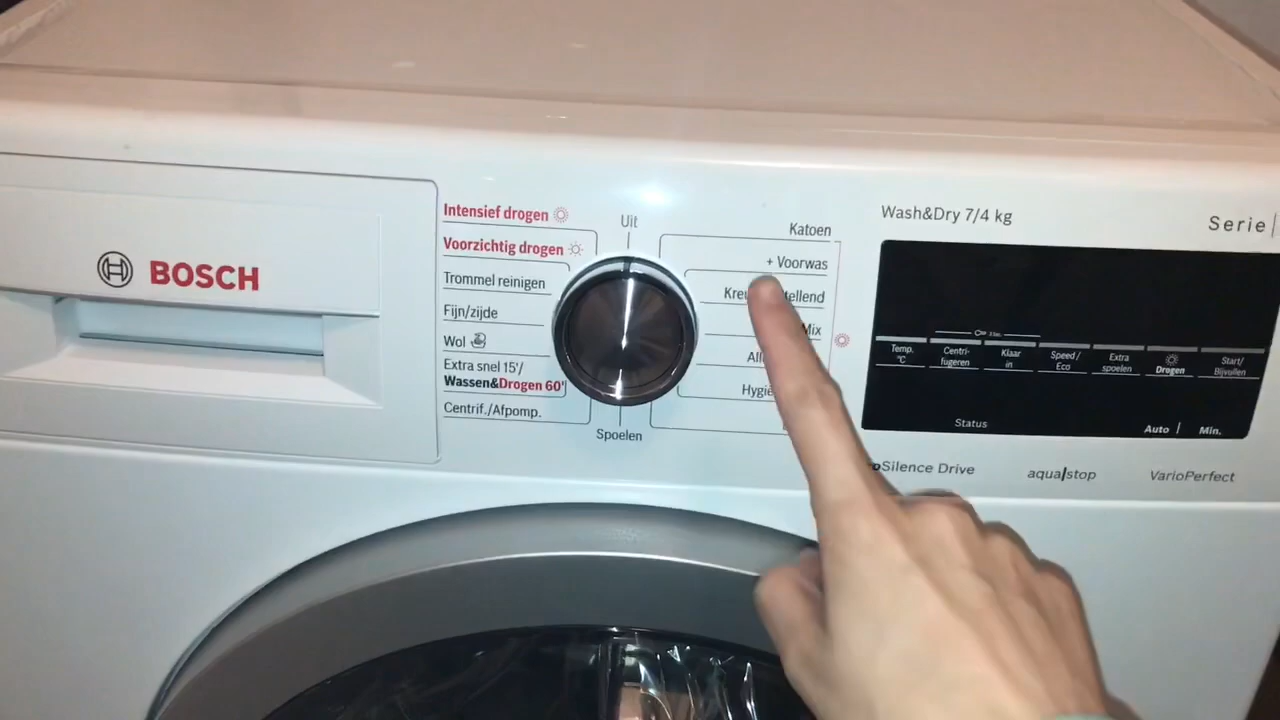 BOSCH
Intensief drogen
Voorzichtig drogen
Trommel reinigen
Fijn/zijde
Wol
Extra snel 15'/
Wassen&Drogen 60'
Centrif./Afpomp.
Uit
Spoelen
Katoen
+ Voorwas
Mix
Wash&Dry 7/4 kg
Serie
Temp. °C
Centri-fugeren
Klaar in
Speed/ Eco
Extra spoelen
Drogen
Start/ Bijvullen
Status
Auto
Min.
Silence Drive
aquastop
VarioPerfect